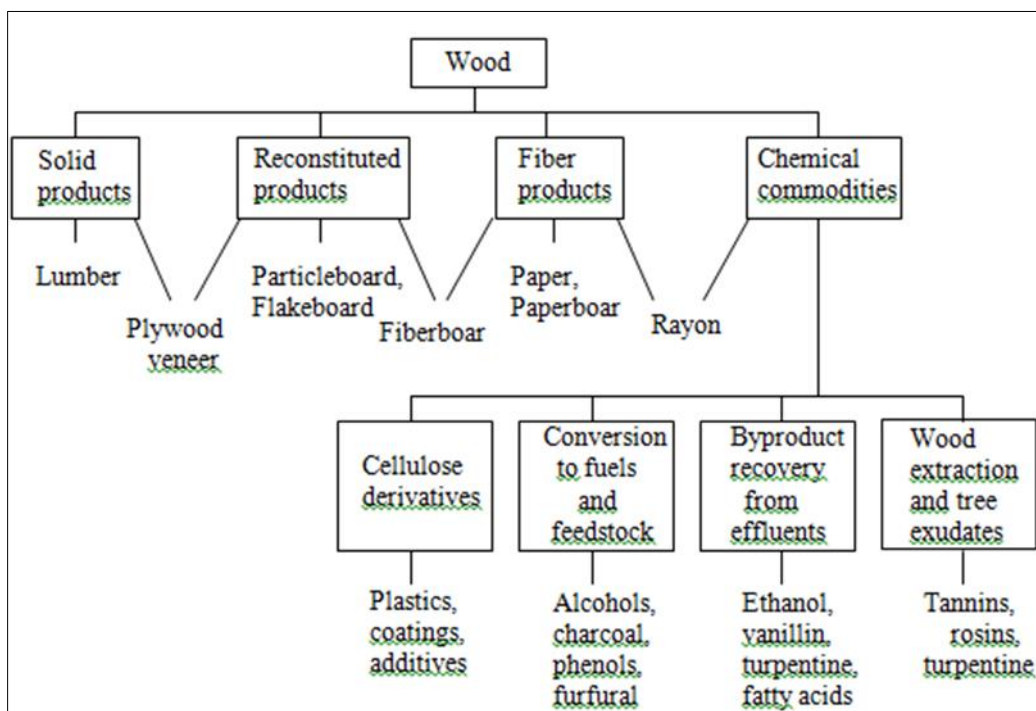 Wood
Solid
products
Reconstituted
products
Fiber
products
Chemical
commodities
Lumber
Plywood
veneer
Particleboard,
Flakeboard
Fiberboar
Paper,
Paperboar
Rayon
Cellulose
derivatives
Conversion
to fuels
and
feedstock
Byproduct
recovery
from
effluents
Wood
extraction
and tree
exudates
Plastics,
coatings,
additives
Alcohols,
charcoal,
phenols,
furfural
Ethanol,
vanillin,
turpentine,
fatty acids
Tannins,
rosins,
turpentine